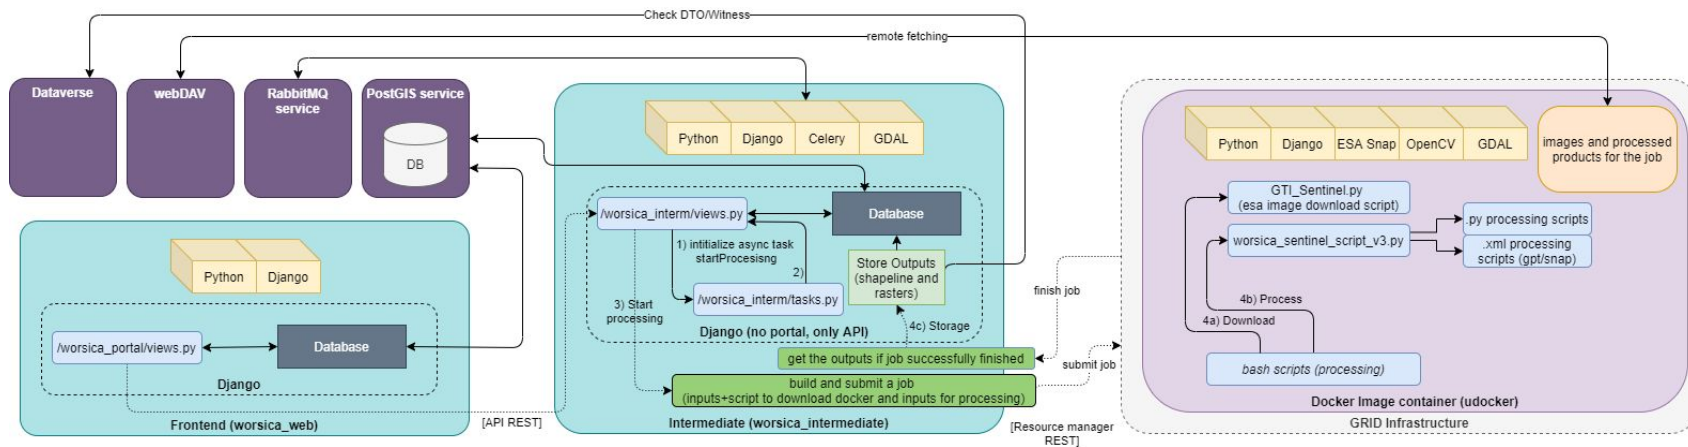 Check DTO/Witness
remote fetching
Dataverse
webDAV
RabbitMQ
service
PostGIS service
DB
Python
Django
Celery
GDAL
Python
Django
ESA Snap
OpenCV
GDAL
images and processed
products for the job
GTI_Sentinel.py
(esa image download script)
worsica_sentinel_script_v3.py
.py processing scripts
.xml processing
scripts (gpt/snap)
/worsica_interm/views.py
Database
1) intitialize async task
startProcesisng
2)
Store Outputs
(shapeline and
rasters)
/worsica_interm/tasks.py
3) Start
processing
Django (no portal, only API)
4c) Storage
finish job
4b) Process
4a) Download
Python
Django
/worsica_portal/views.py
Database
Django
get the outputs if job successfully finished
submit job
bash scripts (processing)
build and submit a job
(inputs+script to download docker and inputs for processing)
Docker Image container (udocker)
Frontend (worsica_web)
[API REST]
Intermediate (worsica_intermediate)
[Resource manager
REST]
GRID Infrastructure